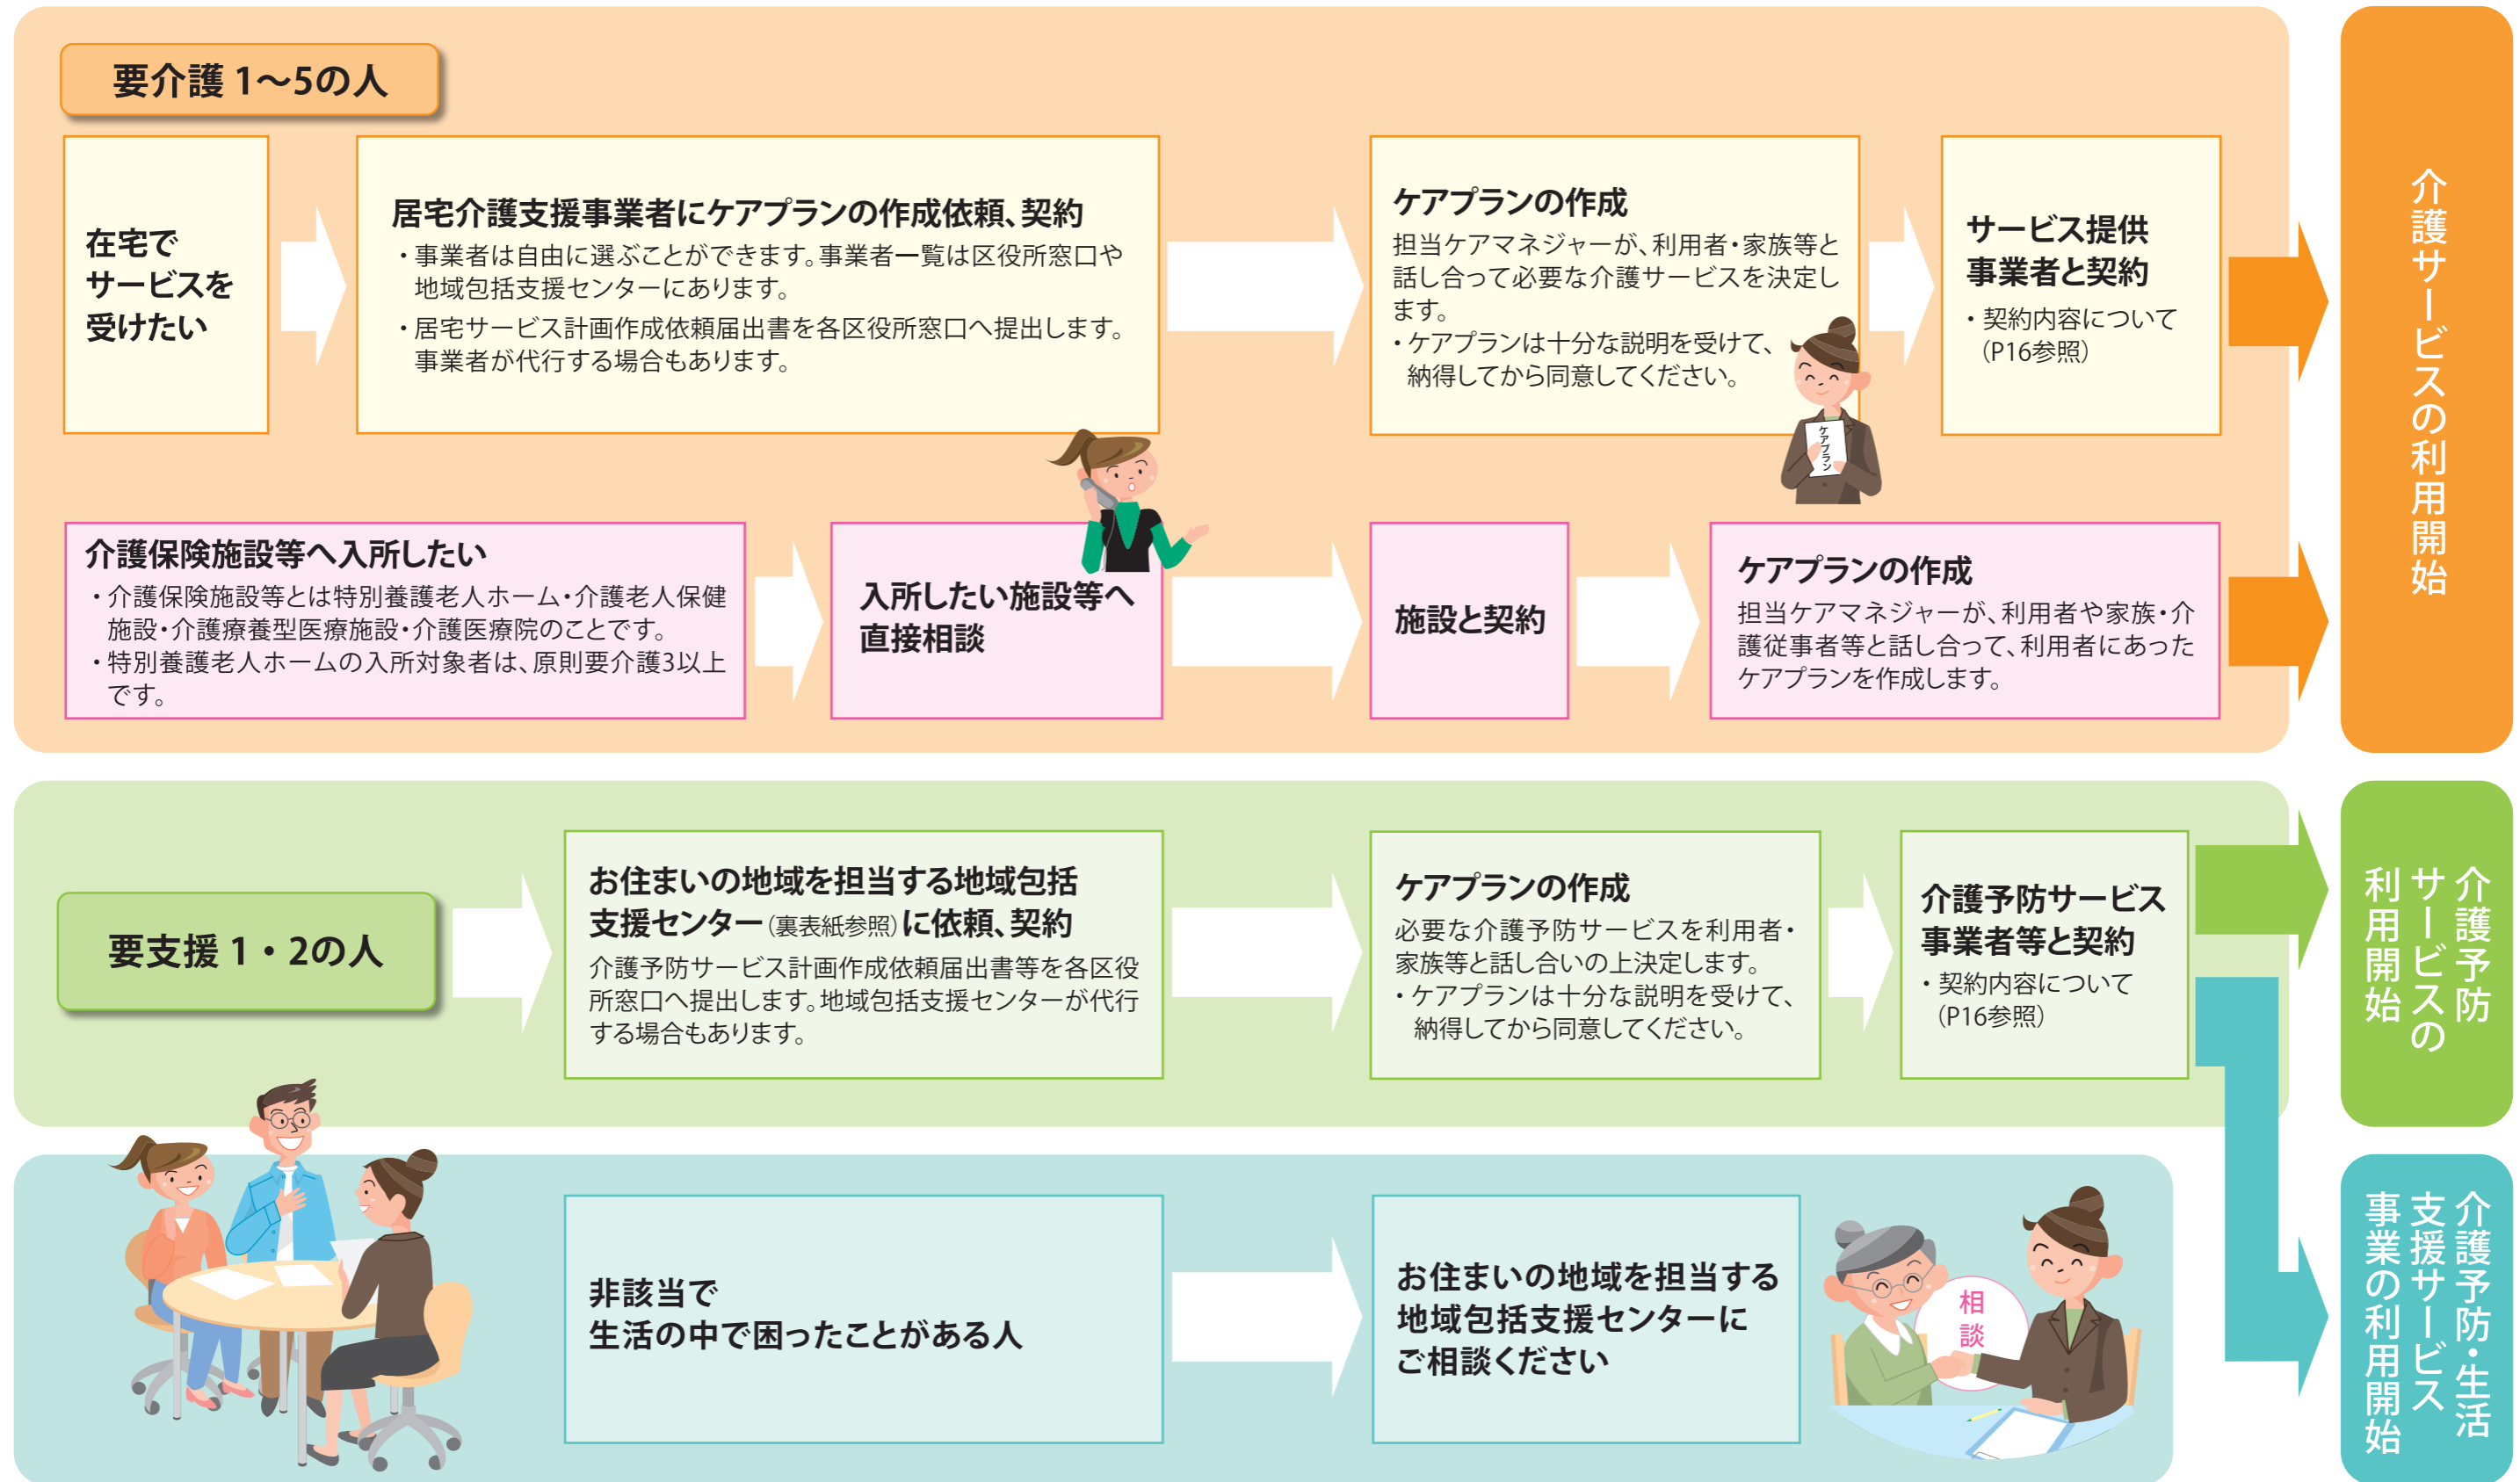 要介護 1～5の人
在宅で
サービスを
受けたい
居宅介護支援事業者にケアプランの作成依頼、契約
・事業者は自由に選ぶことができます。事業者一覧は区役所窓口や
地域包括支援センターにあります。
・居宅サービス計画作成依頼届出書を各区役所窓口へ提出します。
事業者が代行する場合もあります。
ケアプランの作成
担当ケアマネジャーが、利用者・家族等と
話し合って必要な介護サービスを決定し
ます。
・ケアプランは十分な説明を受けて、
納得してから同意してください。
ケアプラン
サービス提供
事業者と契約
・契約内容について
（P16参照）
介護保険施設等へ入所したい
・介護保険施設等とは特別養護老人ホーム・介護老人保健
施設・介護療養型医療施設・介護医療院のことです。
・特別養護老人ホームの入所対象者は、原則要介護3以上
です。
入所したい施設等へ
直接相談
施設と契約
ケアプランの作成
担当ケアマネジャーが、利用者や家族・介
護従事者等と話し合って、利用者にあった
ケアプランを作成します。
介護サービスの利用開始
要支援 1・2の人
お住まいの地域を担当する地域包括
支援センター（裏表紙参照）に依頼、契約
介護予防サービス計画作成依頼届出書等を各区役
所窓口へ提出します。地域包括支援センターが代行
する場合もあります。
ケアプランの作成
必要な介護予防サービスを利用者・
家族等と話し合いの上決定します。
・ケアプランは十分な説明を受けて、
納得してから同意してください。
介護予防サービス
事業者等と契約
・契約内容について
（P16参照）
介護予防
サービスの
利用開始
非該当で
生活の中で困ったことがある人
お住まいの地域を担当する
地域包括支援センターに
ご相談ください
相談
介護予防・生活
支援サービス
事業の利用開始